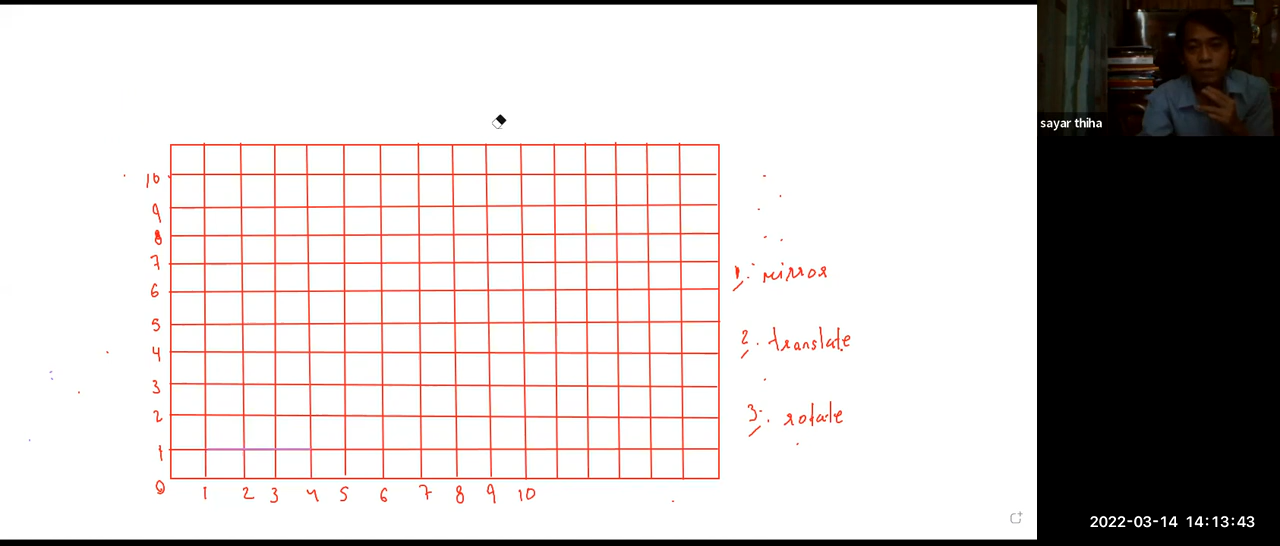 sayar thiha
10
9
8
7
1. mirror
6
5
2. translate
4
3
2
3. rotate
1
0 1 2 3 4 5 6 7 8 9 10
2022-03-14 14:13:43